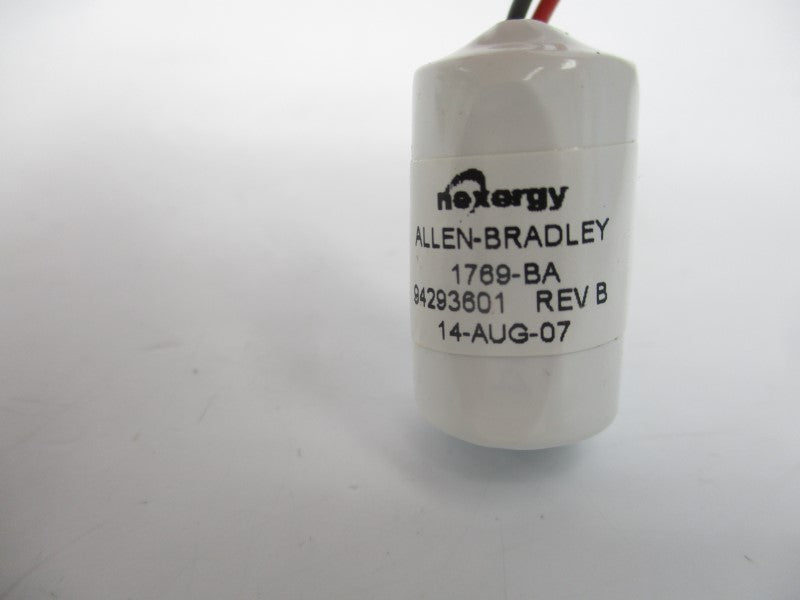 nexergy
ALLEN-BRADLEY
1769-BA
94293601 REV B
14-AUG-07